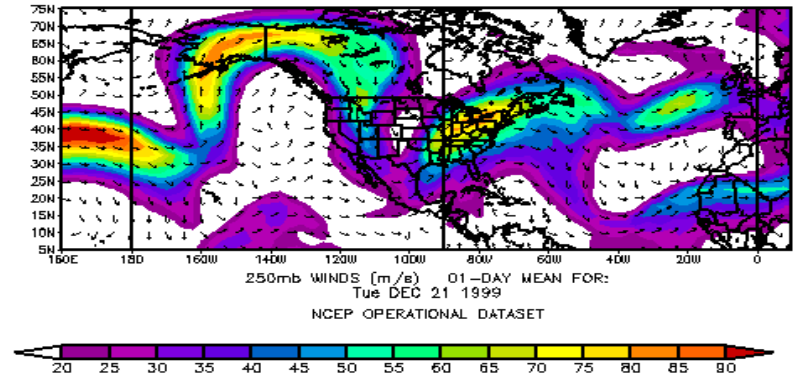 75N
70N
65N
60N
55N
50N
45N
40N
35N
30N
25N
20N
15N
10N
5N
160E 180 160W 140W 120W 100W 80W 60W 40W 20W 0
250mb WINDS (m/s) 01-DAY MEAN FOR:
Tue DEC 21 1999
NCEP OPERATIONAL DATASET
20 25 30 35 40 45 50 55 60 65 70 75 80 85 90